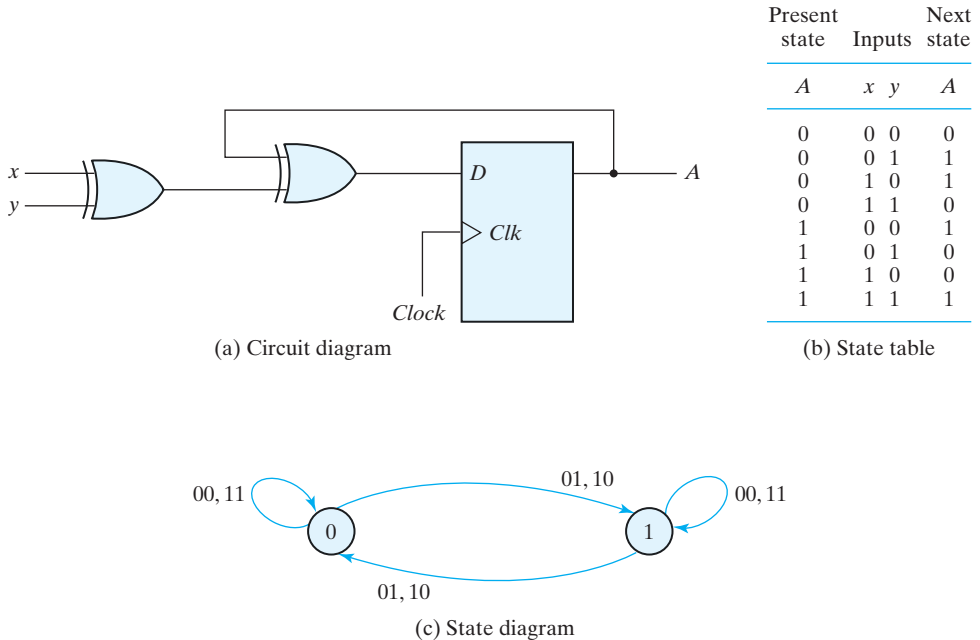 x
y
D
A
Clk
Clock
(a) Circuit diagram
Present Next
state Inputs state
A x y A
0 0 0 0
0 0 1 1
0 1 0 1
0 1 1 0
1 0 0 1
1 0 1 0
1 1 0 0
1 1 1 1
(b) State table
00, 11
01, 10
00, 11
0
1
01, 10
(c) State diagram